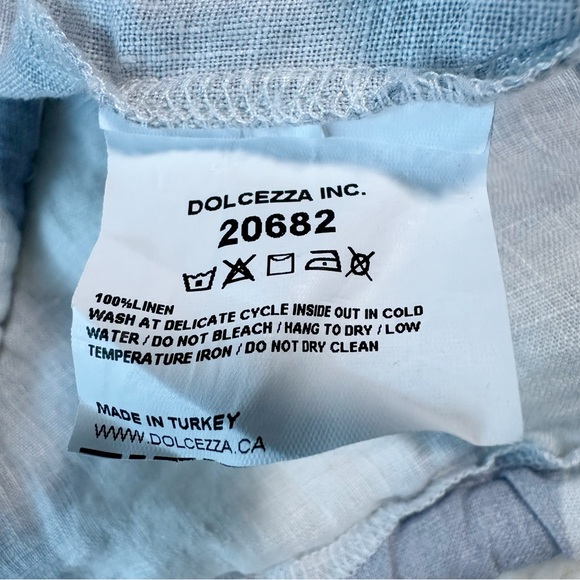 DOLCEZZA INC.
20682
100%LINEN
WASH AT DELICATE CYCLE INSIDE OUT IN COLD
WATER / DO NOT BLEACH / HANG TO DRY / LOW
TEMPERATURE IRON / DO NOT DRY CLEAN
MADE IN TURKEY
WWW.DOLCEZZA.CA